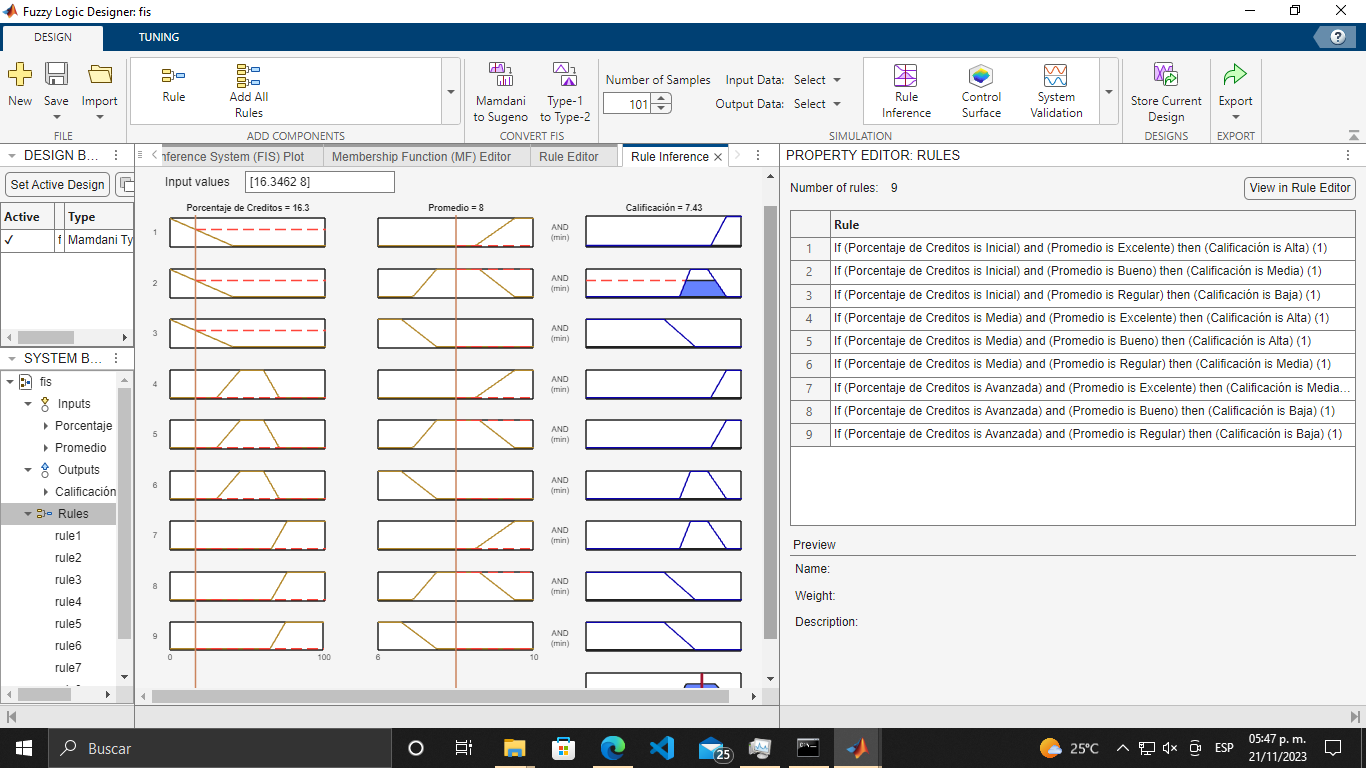 Fuzzy Logic Designer: fis
DESIGN
TUNING
New
Save
Import
FILE
Rule
Add All
Rules
ADD COMPONENTS
Mamdani
to Sugeno
Type-1
to Type-2
CONVERT FIS
Number of Samples
101
Input Data: Select
Output Data: Select
Rule
Inference
Control
Surface
System
Validation
SIMULATION
Store Current
Design
DESIGNS
Export
EXPORT
DESIGN B...
Set Active Design
Active
Type
✓
f
Mamdani Ty
SYSTEM B...
fis
Inputs
Porcentaje
Promedio
Outputs
Calificación
Rules
rule1
rule2
rule3
rule4
rule5
rule6
rule7
nference System (FIS) Plot
Membership Function (MF) Editor
Rule Editor
Rule Inference
Input values
[16.3462 8]
Porcentaje de Creditos = 16.3
Promedio = 8
Calificación = 7.43
1
AND
(min)
2
AND
(min)
3
AND
(min)
4
AND
(min)
5
AND
(min)
6
AND
(min)
7
AND
(min)
8
AND
(min)
9
AND
(min)
0
100
6
10
PROPERTY EDITOR: RULES
Number of rules: 9
View in Rule Editor
Rule
1 If (Porcentaje de Creditos is Inicial) and (Promedio is Excelente) then (Calificación is Alta) (1)
2 If (Porcentaje de Creditos is Inicial) and (Promedio is Bueno) then (Calificación is Media) (1)
3 If (Porcentaje de Creditos is Inicial) and (Promedio is Regular) then (Calificación is Baja) (1)
4 If (Porcentaje de Creditos is Media) and (Promedio is Excelente) then (Calificación is Alta) (1)
5 If (Porcentaje de Creditos is Media) and (Promedio is Bueno) then (Calificación is Alta) (1)
6 If (Porcentaje de Creditos is Media) and (Promedio is Regular) then (Calificación is Media) (1)
7 If (Porcentaje de Creditos is Avanzada) and (Promedio is Excelente) then (Calificación is Media...
8 If (Porcentaje de Creditos is Avanzada) and (Promedio is Bueno) then (Calificación is Baja) (1)
9 If (Porcentaje de Creditos is Avanzada) and (Promedio is Regular) then (Calificación is Baja) (1)
Preview
Name:
Weight:
Description:
Buscar
25
25°C
ESP
05:47 p. m.
21/11/2023